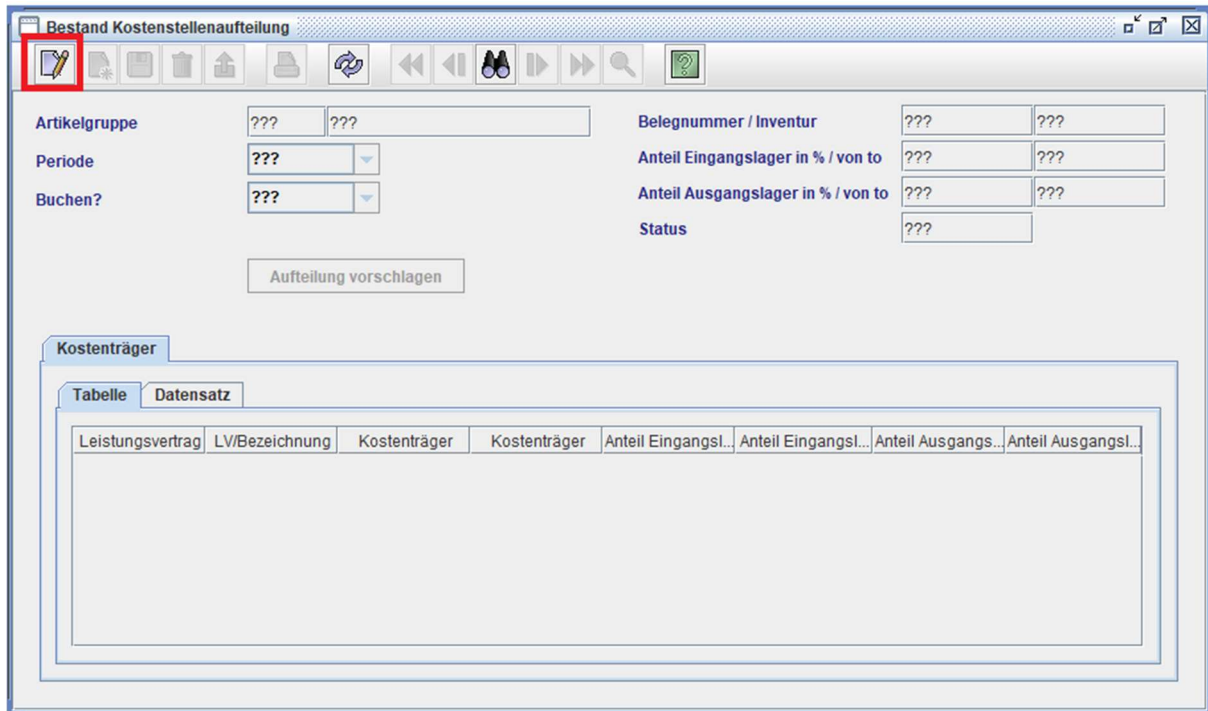 Bestand Kostenstellenaufteilung
Artikelgruppe ??? ???
Periode ???
Buchen? ???
Belegnummer / Inventur ??? ???
Anteil Eingangslager in % / von to ??? ???
Anteil Ausgangslager in % / von to ??? ???
Status ???
Aufteilung vorschlagen
Kostenträger
Tabelle Datensatz
Leistungsvertrag LV/Bezeichnung Kostenträger Kostenträger Anteil Eingangsl... Anteil Eingangsl... Anteil Ausgangs... Anteil Ausgangsl...